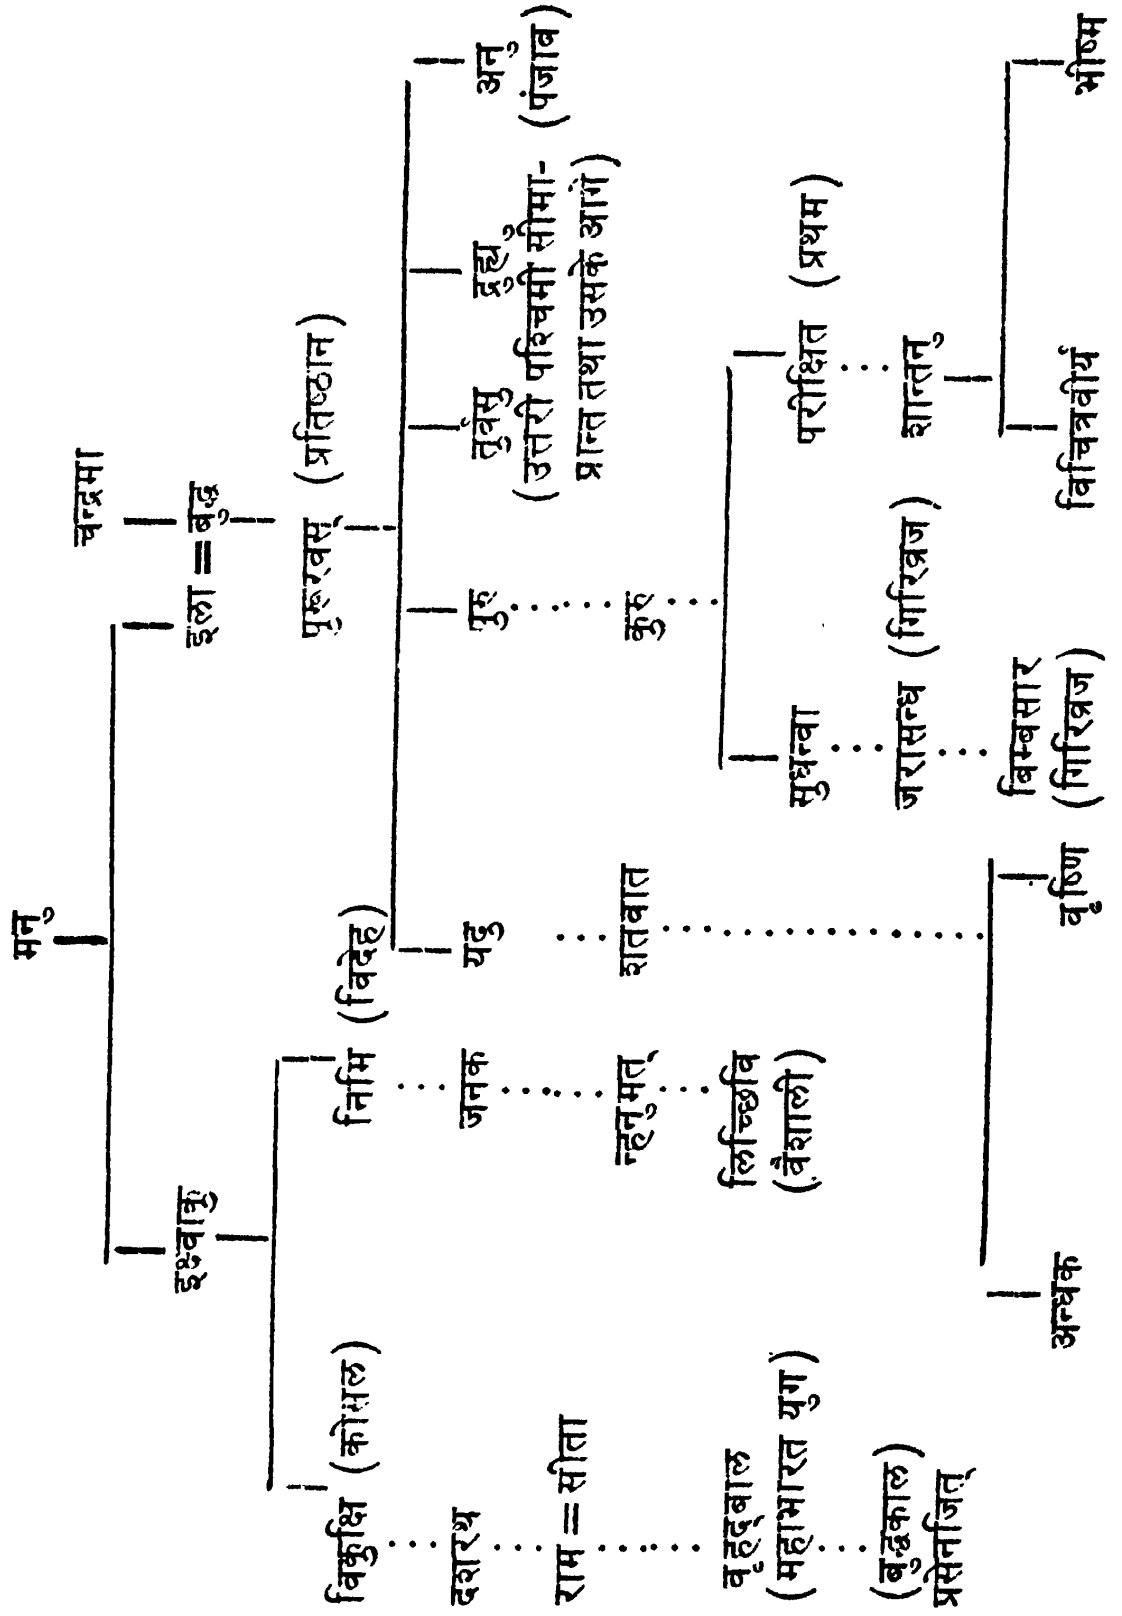 मनु
चन्द्रमा
इक्ष्वाकु
इला = बुद्ध
विकुक्षि (कोसल)
निमि (विदेह)
पुरूरवस् (प्रतिष्ठान)
दशरथ
जनक
यदु
पुरु
तुर्वसु
द्रुह्यु
अनु
(उत्तरी पश्चिमी सीमा-
प्रान्त तथा उसके आगे)
(पंजाब)
राम = सीता
न्हनुमत्
शतवात
कुरु
वृहद्बाल
(महाभारत युग)
लिच्छवि
(वैशाली)
सुधन्वा
परीक्षित (प्रथम)
(बुद्धकाल)
प्रसेनजित्
जरासन्ध (गिरिव्रज)
शान्तनु
अन्धक
वृष्णि
बिम्बसार
(गिरिव्रज)
विचित्रवीर्य
भीष्म